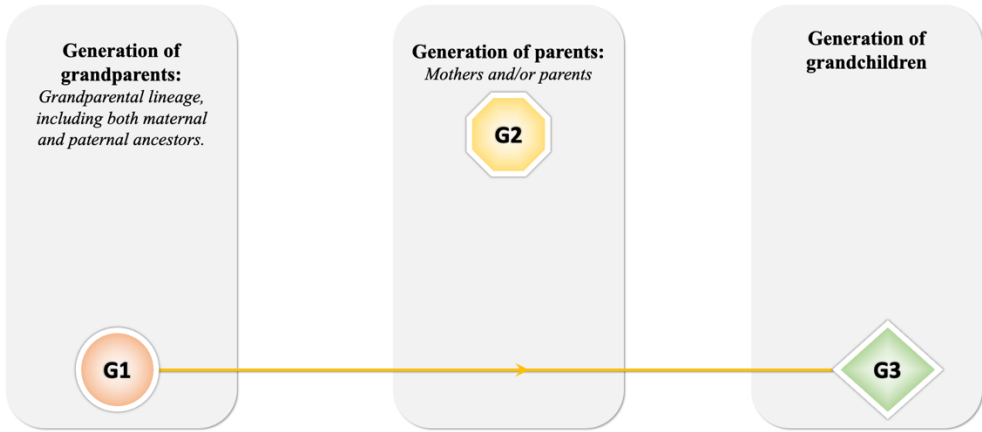 Generation of
grandparents:
Grandparental lineage,
including both maternal
and paternal ancestors.
G1
Generation of parents:
Mothers and/or parents
G2
Generation of
grandchildren
G3